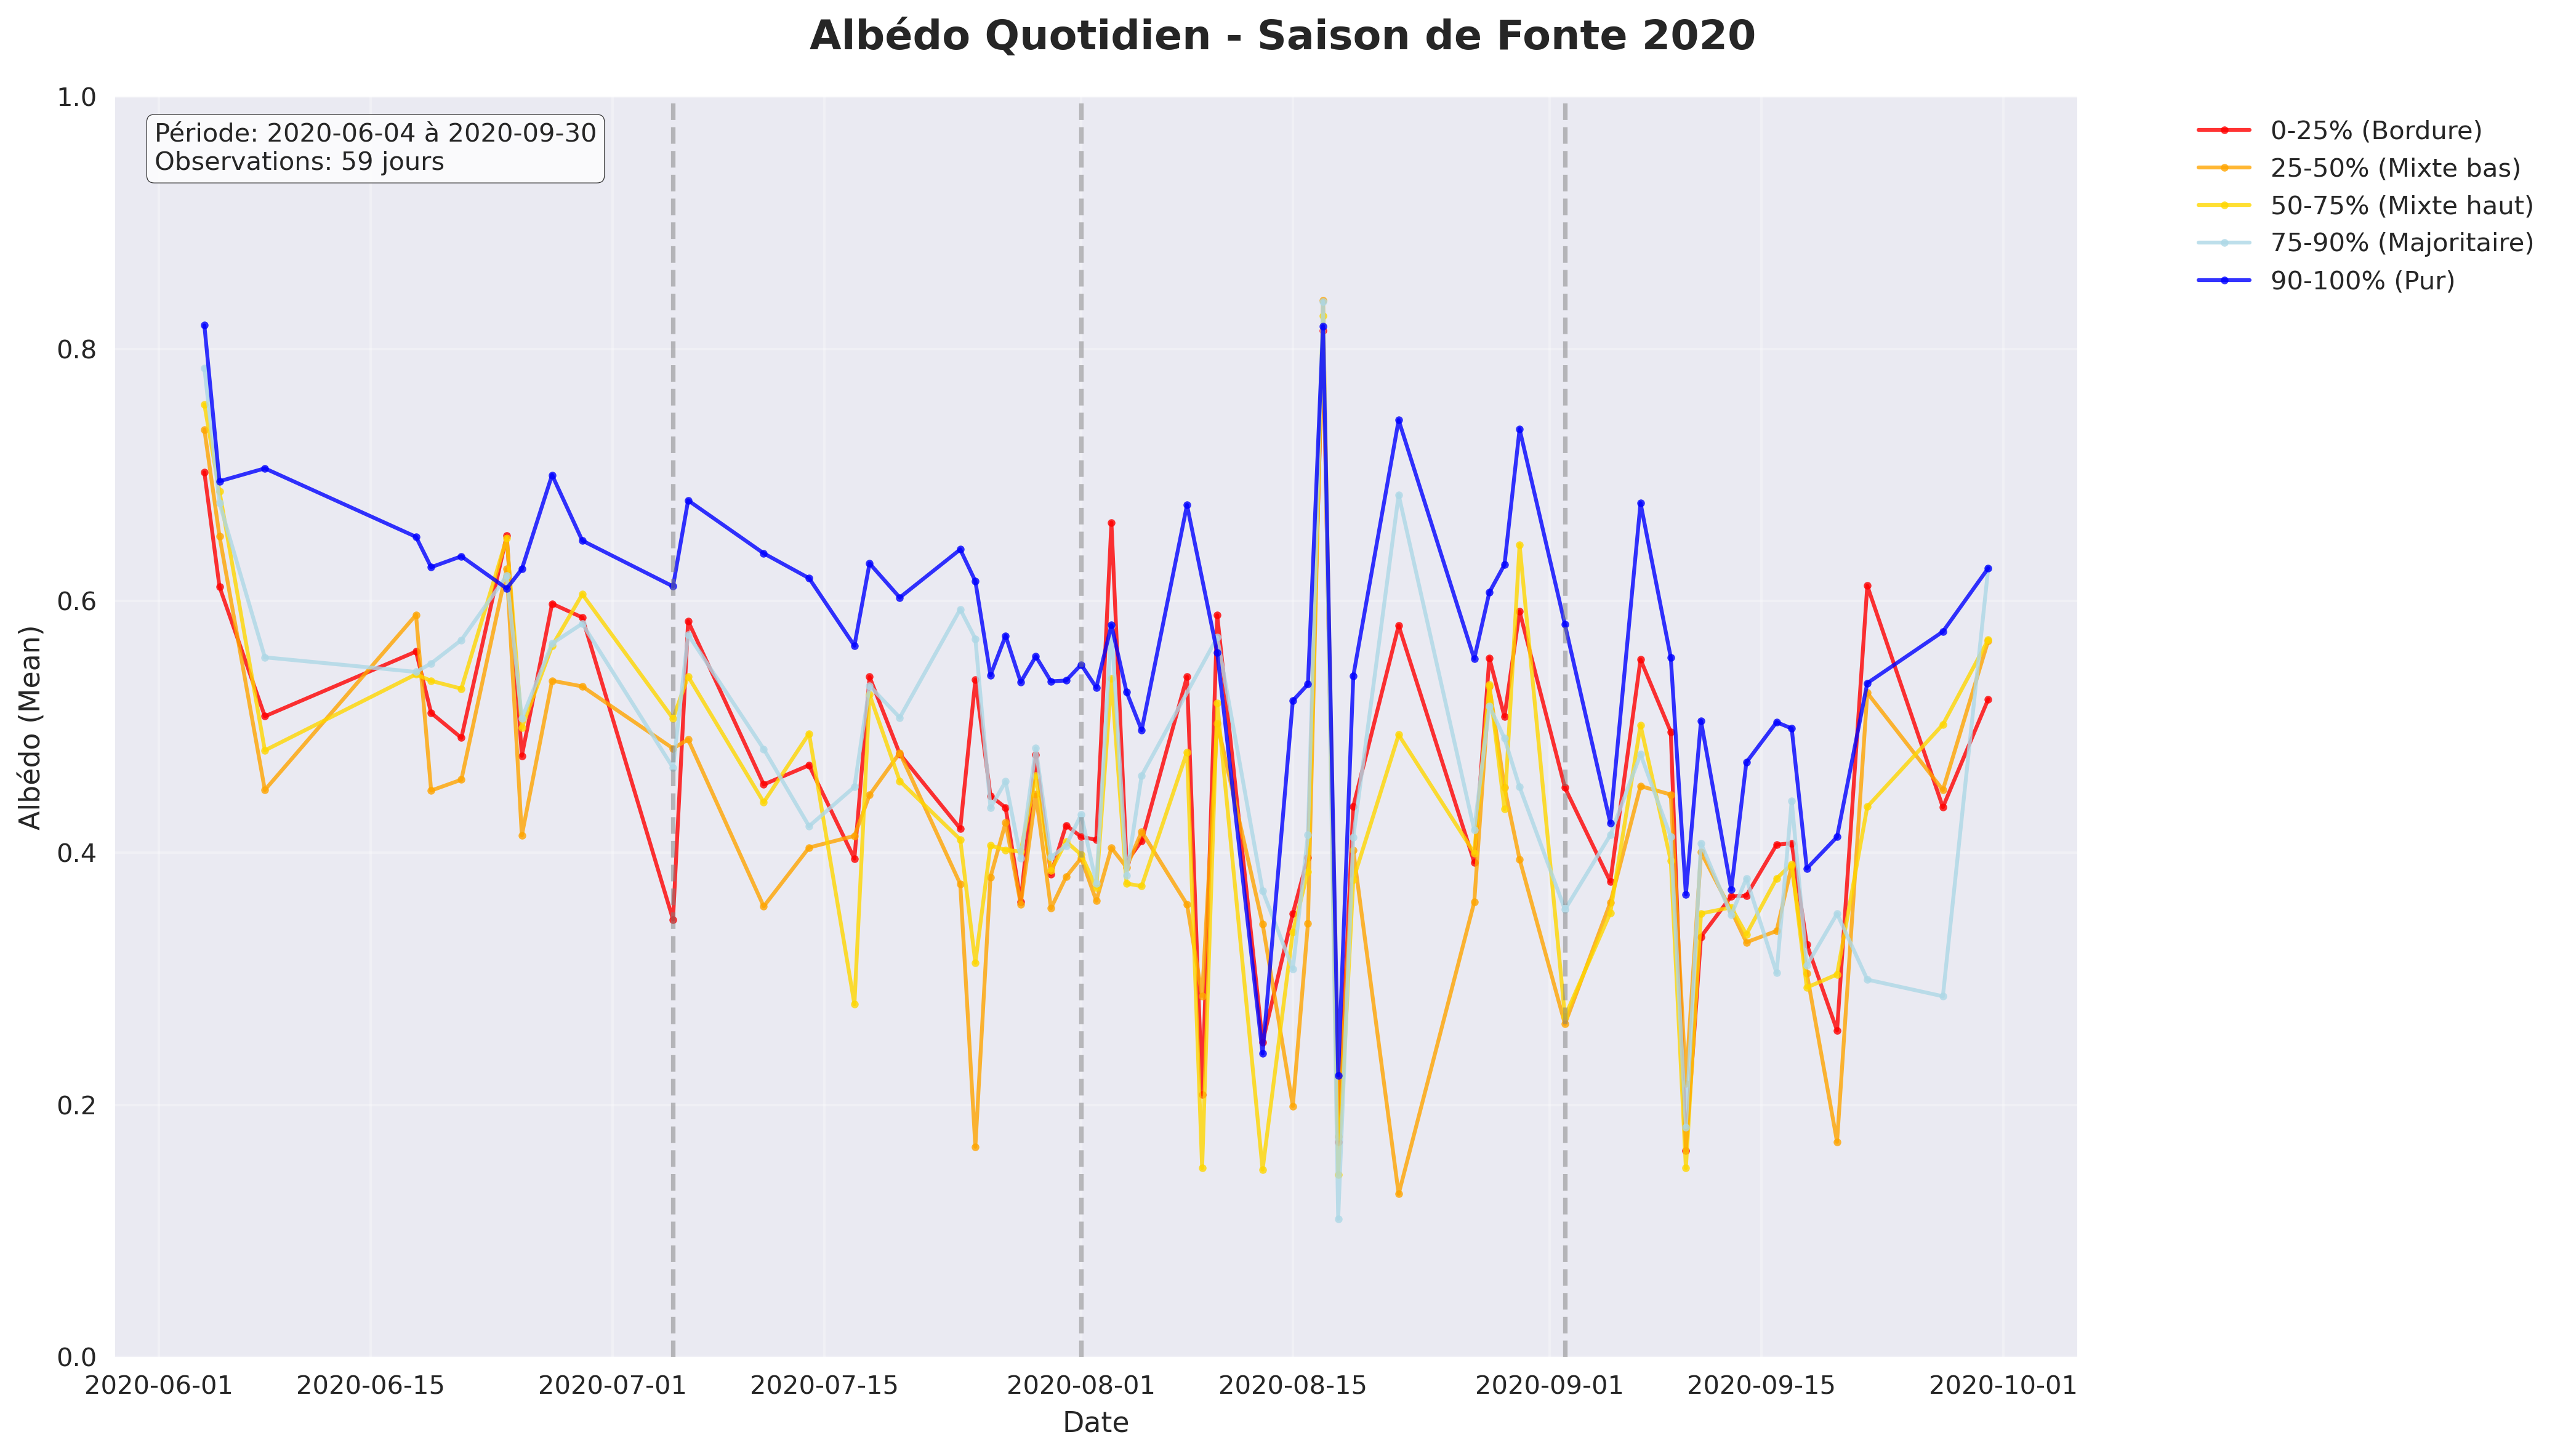 Albédo Quotidien - Saison de Fonte 2020
1.0
0.8
0.6
0.4
0.2
0.0
Albédo (Mean)
Période: 2020-06-04 à 2020-09-30
Observations: 59 jours
0-25% (Bordure)
25-50% (Mixte bas)
50-75% (Mixte haut)
75-90% (Majoritaire)
90-100% (Pur)
2020-06-01
2020-06-15
2020-07-01
2020-07-15
2020-08-01
2020-08-15
2020-09-01
2020-09-15
2020-10-01
Date